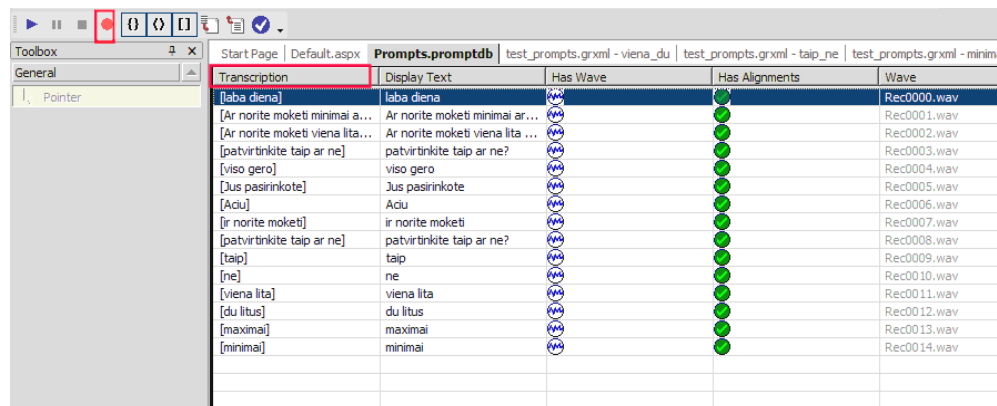 {} <> []
Toolbox
Start Page Default.aspx Prompts.promptdb test_prompts.grxml - viena_du test_prompts.grxml - taip_ne test_prompts.grxml - minim
General
Transcription Display Text Has Wave Has Alignments Wave
Pointer
[laba diena] laba diena Rec0000.wav
[Ar norite moketi minimai a... Ar norite moketi minimai ar... Rec0001.wav
[Ar norite moketi viena lita... Ar norite moketi viena lita ... Rec0002.wav
[patvirtinkite taip ar ne] patvirtinkite taip ar ne? Rec0003.wav
[viso gero] viso gero Rec0004.wav
[Jus pasirinkote] Jus pasirinkote Rec0005.wav
[Aciu] Aciu Rec0006.wav
[ir norite moketi] ir norite moketi Rec0007.wav
[patvirtinkite taip ar ne] patvirtinkite taip ar ne? Rec0008.wav
[taip] taip Rec0009.wav
[ne] ne Rec0010.wav
[viena lita] viena lita Rec0011.wav
[du litus] du litus Rec0012.wav
[maximai] maximai Rec0013.wav
[minimai] minimai Rec0014.wav